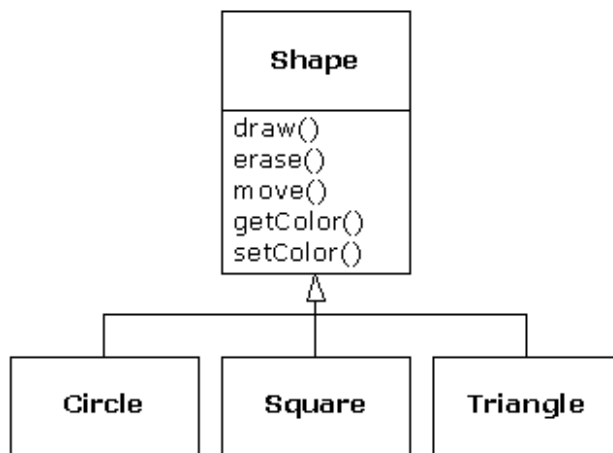 Shape
draw()
erase()
move()
getColor()
setColor()
Circle
Square
Triangle